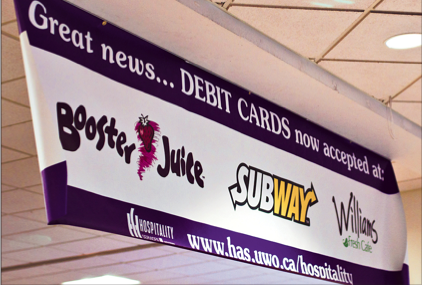 Great news... DEBIT CARDS now accepted at:
Booster Juice
SUBWAY
Williams
fresh Cafe
HOSPITALITY
www.has.uwo.ca/hospitality